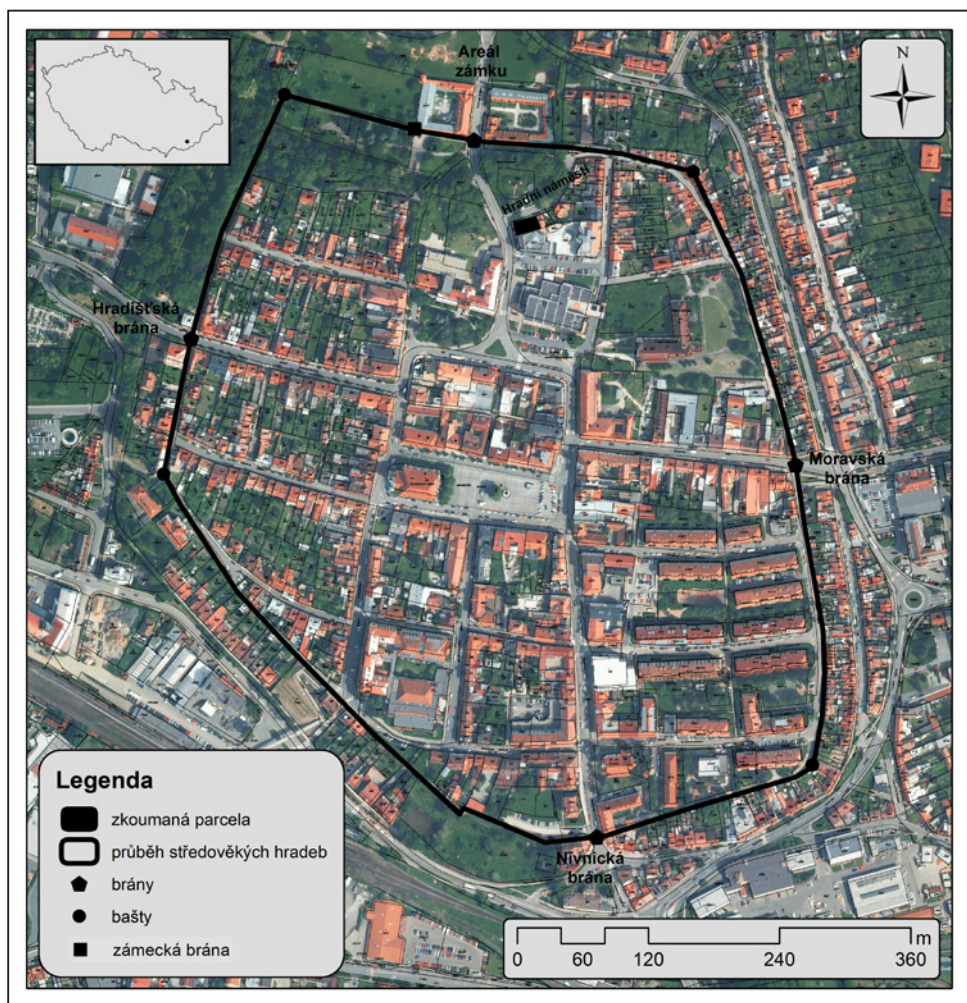 Areál
zámku
N
Hradní náměstí
Hradišťská
brána
Moravská
brána
Nivnická
brána
Legenda
zkoumaná parcela
průběh středověkých hradeb
brány
bašty
zámecká brána
0 60 120 240 360 m